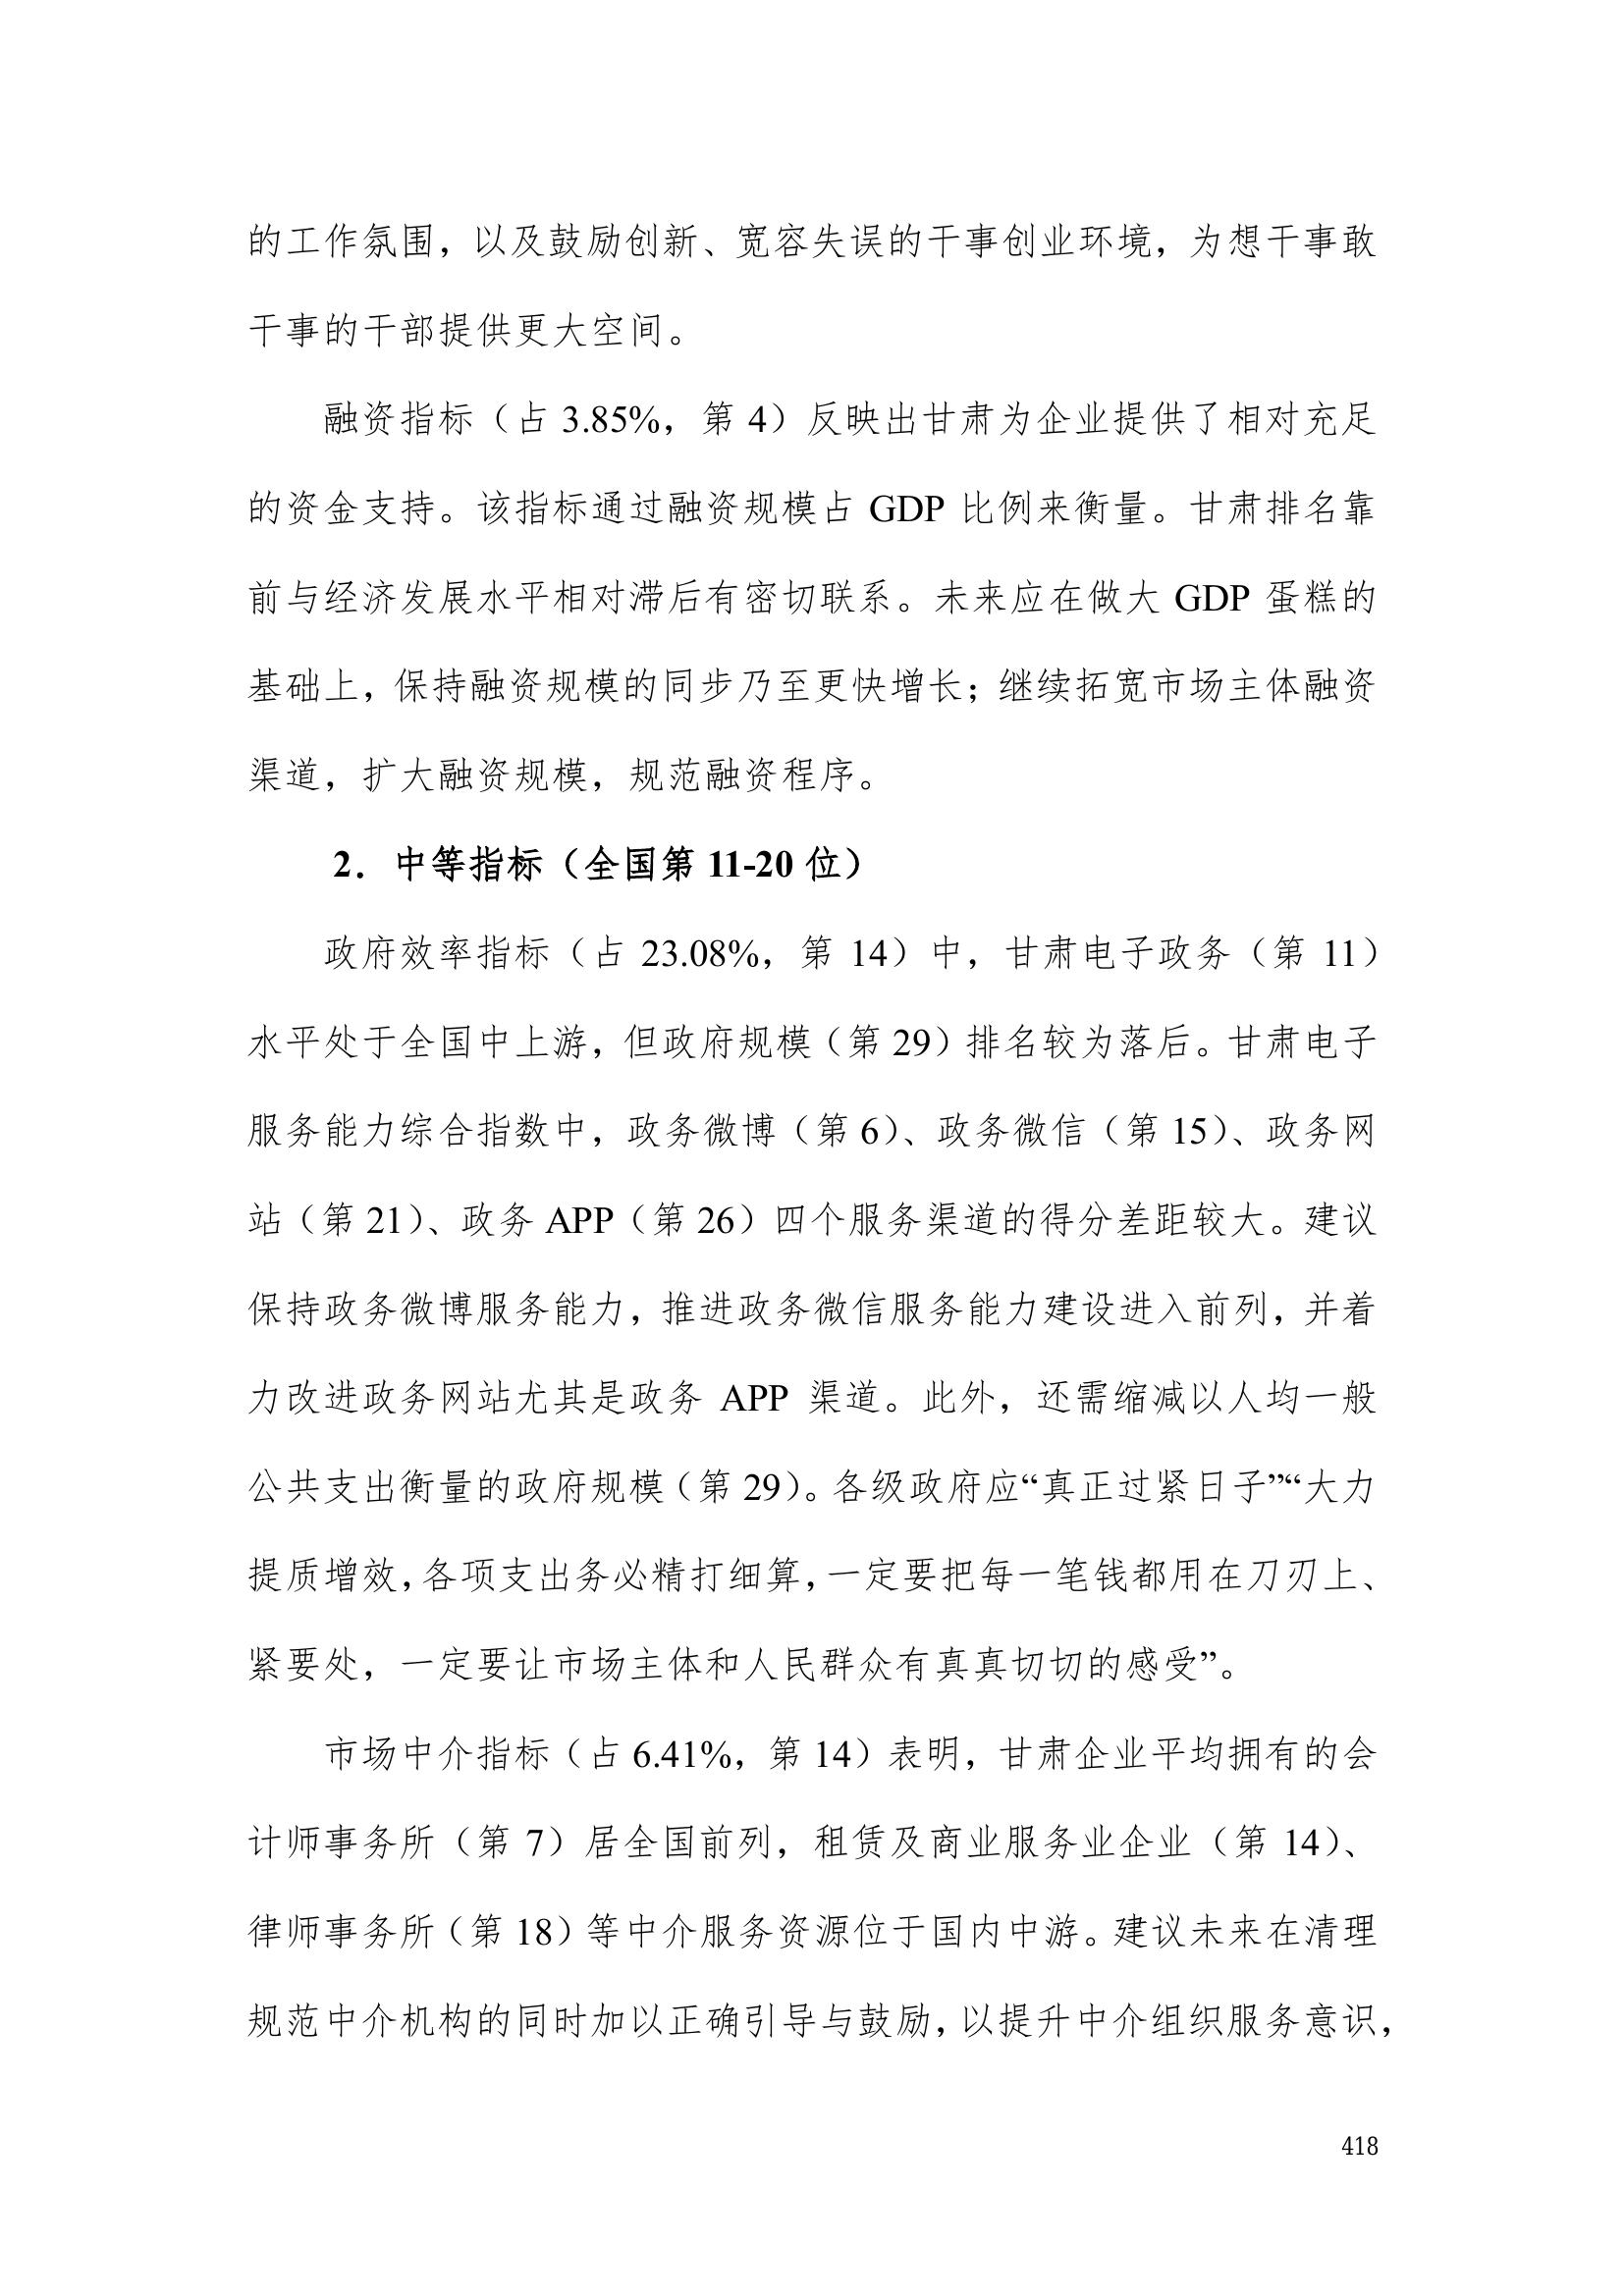 的工作氛围，以及鼓励创新、宽容失误的干事创业环境，为想干事敢
干事的干部提供更大空间。
融资指标（占 3.85%，第 4）反映出甘肃为企业提供了相对充足
的资金支持。该指标通过融资规模占 GDP 比例来衡量。甘肃排名靠
前与经济发展水平相对滞后有密切联系。未来应在做大 GDP 蛋糕的
基础上，保持融资规模的同步乃至更快增长；继续拓宽市场主体融资
渠道，扩大融资规模，规范融资程序。
2．中等指标（全国第 11-20 位）
政府效率指标（占 23.08%，第 14）中，甘肃电子政务（第 11）
水平处于全国中上游，但政府规模（第 29）排名较为落后。甘肃电子
服务能力综合指数中，政务微博（第 6）、政务微信（第 15）、政务网
站（第 21）、政务 APP（第 26）四个服务渠道的得分差距较大。建议
保持政务微博服务能力，推进政务微信服务能力建设进入前列，并着
力改进政务网站尤其是政务 APP 渠道。此外，还需缩减以人均一般
公共支出衡量的政府规模（第 29）。各级政府应“真正过紧日子”“大力
提质增效，各项支出务必精打细算，一定要把每一笔钱都用在刀刃上、
紧要处，一定要让市场主体和人民群众有真真切切的感受”。
市场中介指标（占 6.41%，第 14）表明，甘肃企业平均拥有的会
计师事务所（第 7）居全国前列，租赁及商业服务业企业（第 14）、
律师事务所（第 18）等中介服务资源位于国内中游。建议未来在清理
规范中介机构的同时加以正确引导与鼓励，以提升中介组织服务意识，
418